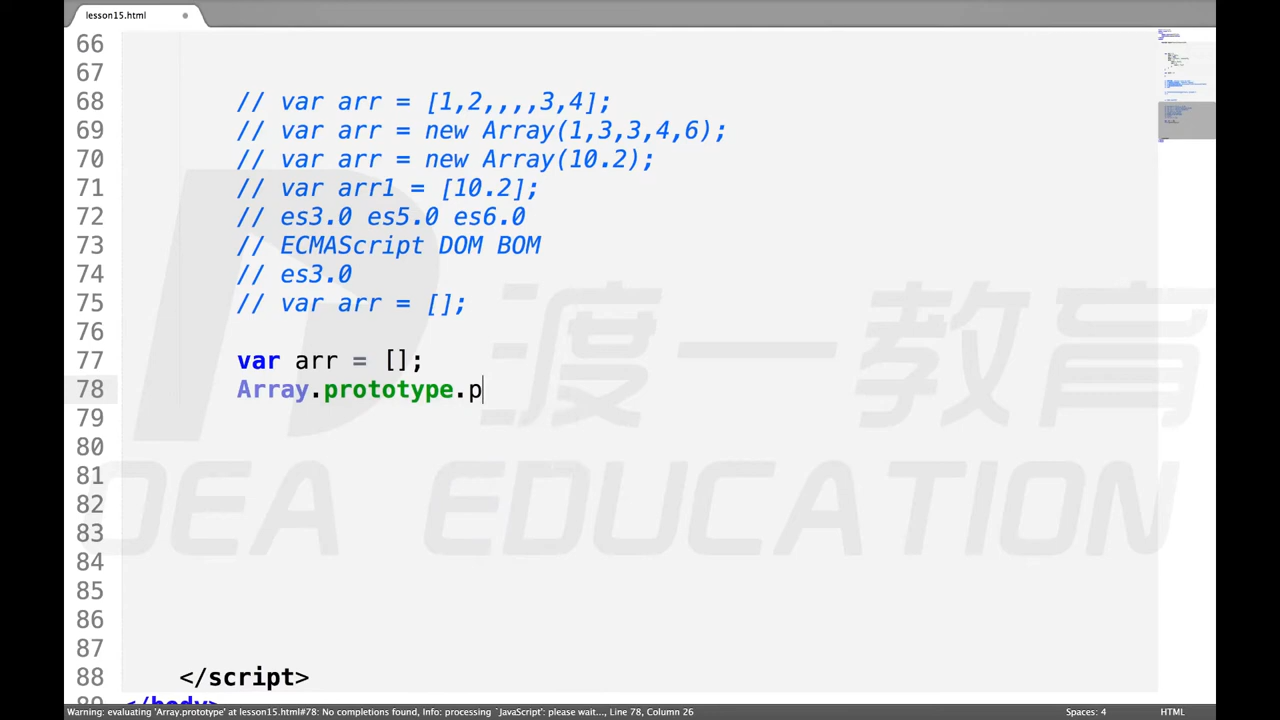 lesson15.html
66
67
68 // var arr = [1,2,,,,3,4];
69 // var arr = new Array(1,3,3,4,6);
70 // var arr = new Array(10.2);
71 // var arr1 = [10.2];
72 // es3.0 es5.0 es6.0
73 // ECMAScript DOM BOM
74 // es3.0
75 // var arr = [];
76
77 var arr = [];
78 Array.prototype.p
79
80
81
82
83
84
85
86
87
88 </script>
89 </body>
渡一教育
DEA EDUCATION
Warning: evaluating 'Array.prototype' at lesson15.html#78: No completions found, Info: processing `JavaScript': please wait..., Line 78, Column 26
Spaces: 4
HTML